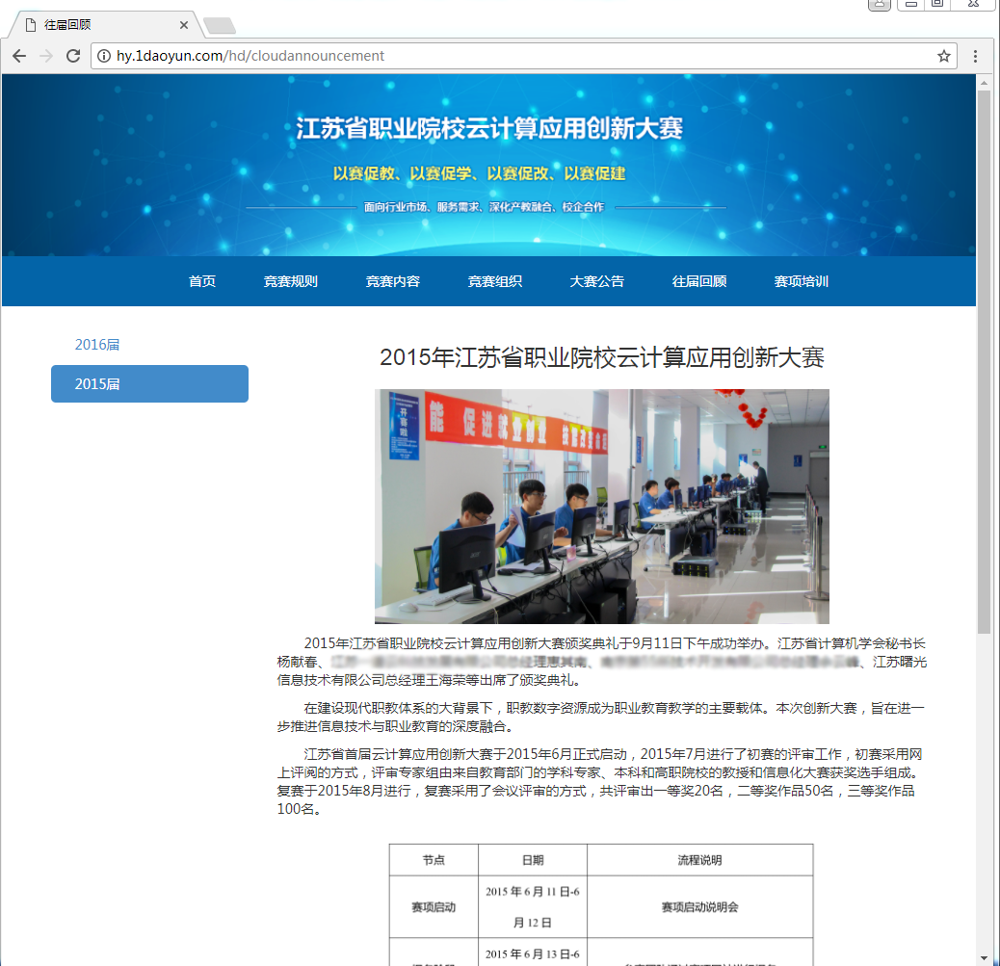 往届回顾
hy.1daoyun.com/hd/cloudannouncement
江苏省职业院校云计算应用创新大赛
以赛促教、以赛促学、以赛促改、以赛促建
面向行业市场、服务需求、深化产教融合、校企合作
首页 竞赛规则 竞赛内容 竞赛组织 大赛公告 往届回顾 赛项培训
2016届
2015届
2015年江苏省职业院校云计算应用创新大赛
能 促进就业创业
2015年江苏省职业院校云计算应用创新大赛颁奖典礼于9月11日下午成功举办。江苏省计算机学会秘书长
杨献春、、江苏曙光
信息技术有限公司总经理王海荣等出席了颁奖典礼。
在建设现代职教体系的大背景下，职教数字资源成为职业教育教学的主要载体。本次创新大赛，旨在进一
步推进信息技术与职业教育的深度融合。
江苏省首届云计算应用创新大赛于2015年6月正式启动，2015年7月进行了初赛的评审工作，初赛采用网
上评阅的方式，评审专家组由来自教育部门的学科专家、本科和高职院校的教授和信息化大赛获奖选手组成。
复赛于2015年8月进行，复赛采用了会议评审的方式，共评审出一等奖20名，二等奖作品50名，三等奖作品
100名。
节点 日期 流程说明
赛项启动 2015 年 6 月 11 日-6 赛项启动说明会
月 12 日
2015 年 6 月 13 日-6